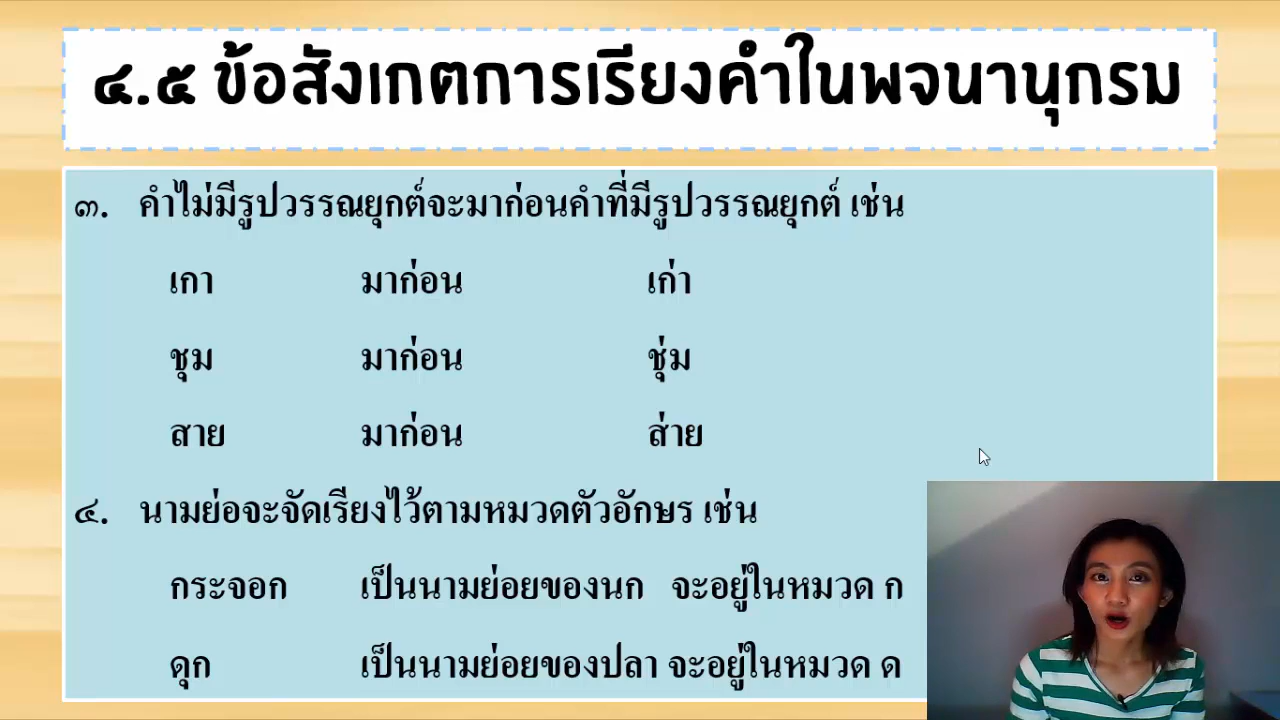 ๔.๕ ข้อสังเกตการเรียงคำในพจนานุกรม
๓. คำไม่มีรูปวรรณยุกต์จะมาก่อนคำที่มีรูปวรรณยุกต์ เช่น
เกา มาก่อน เก่า
ชุม มาก่อน ชุ่ม
สาย มาก่อน ส่าย
๔. นามย่อจะจัดเรียงไว้ตามหมวดตัวอักษร เช่น
กระจอก เป็นนามย่อยของนก จะอยู่ในหมวด ก
ดุก เป็นนามย่อยของปลา จะอยู่ในหมวด ด